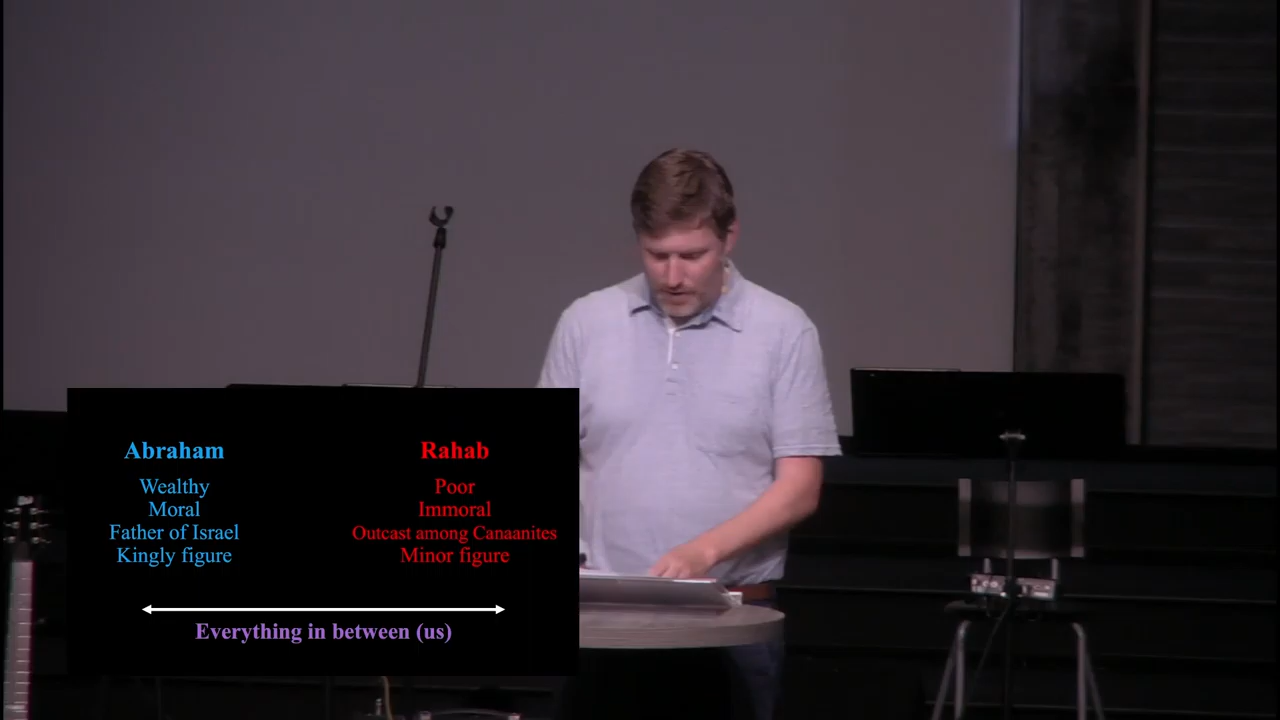 Abraham
Wealthy
Moral
Father of Israel
Kingly figure
Rahab
Poor
Immoral
Outcast among Canaanites
Minor figure
Everything in between (us)